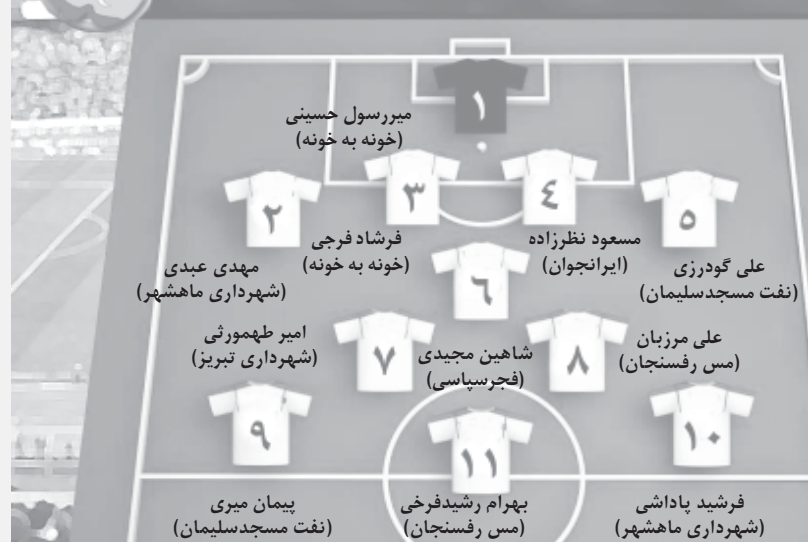 ۱
میررسول حسینی
(خونه به خونه)
۲
مهدی عبدی
(شهرداری ماهشهر)
۳
فرشاد فرجی
(خونه به خونه)
۴
مسعود نظرزاده
(ایرانجوان)
۵
علی گودرزی
(نفت مسجدسلیمان)
۶
شاهین مجیدی
(فجرسپاسی)
۷
امیر طهمورثی
(شهرداری تبریز)
۸
علی مرزبان
(مس رفسنجان)
۹
پیمان میری
(نفت مسجدسلیمان)
۱۱
بهرام رشیدفرخی
(مس رفسنجان)
۱۰
فرشید پاداشی
(شهرداری ماهشهر)